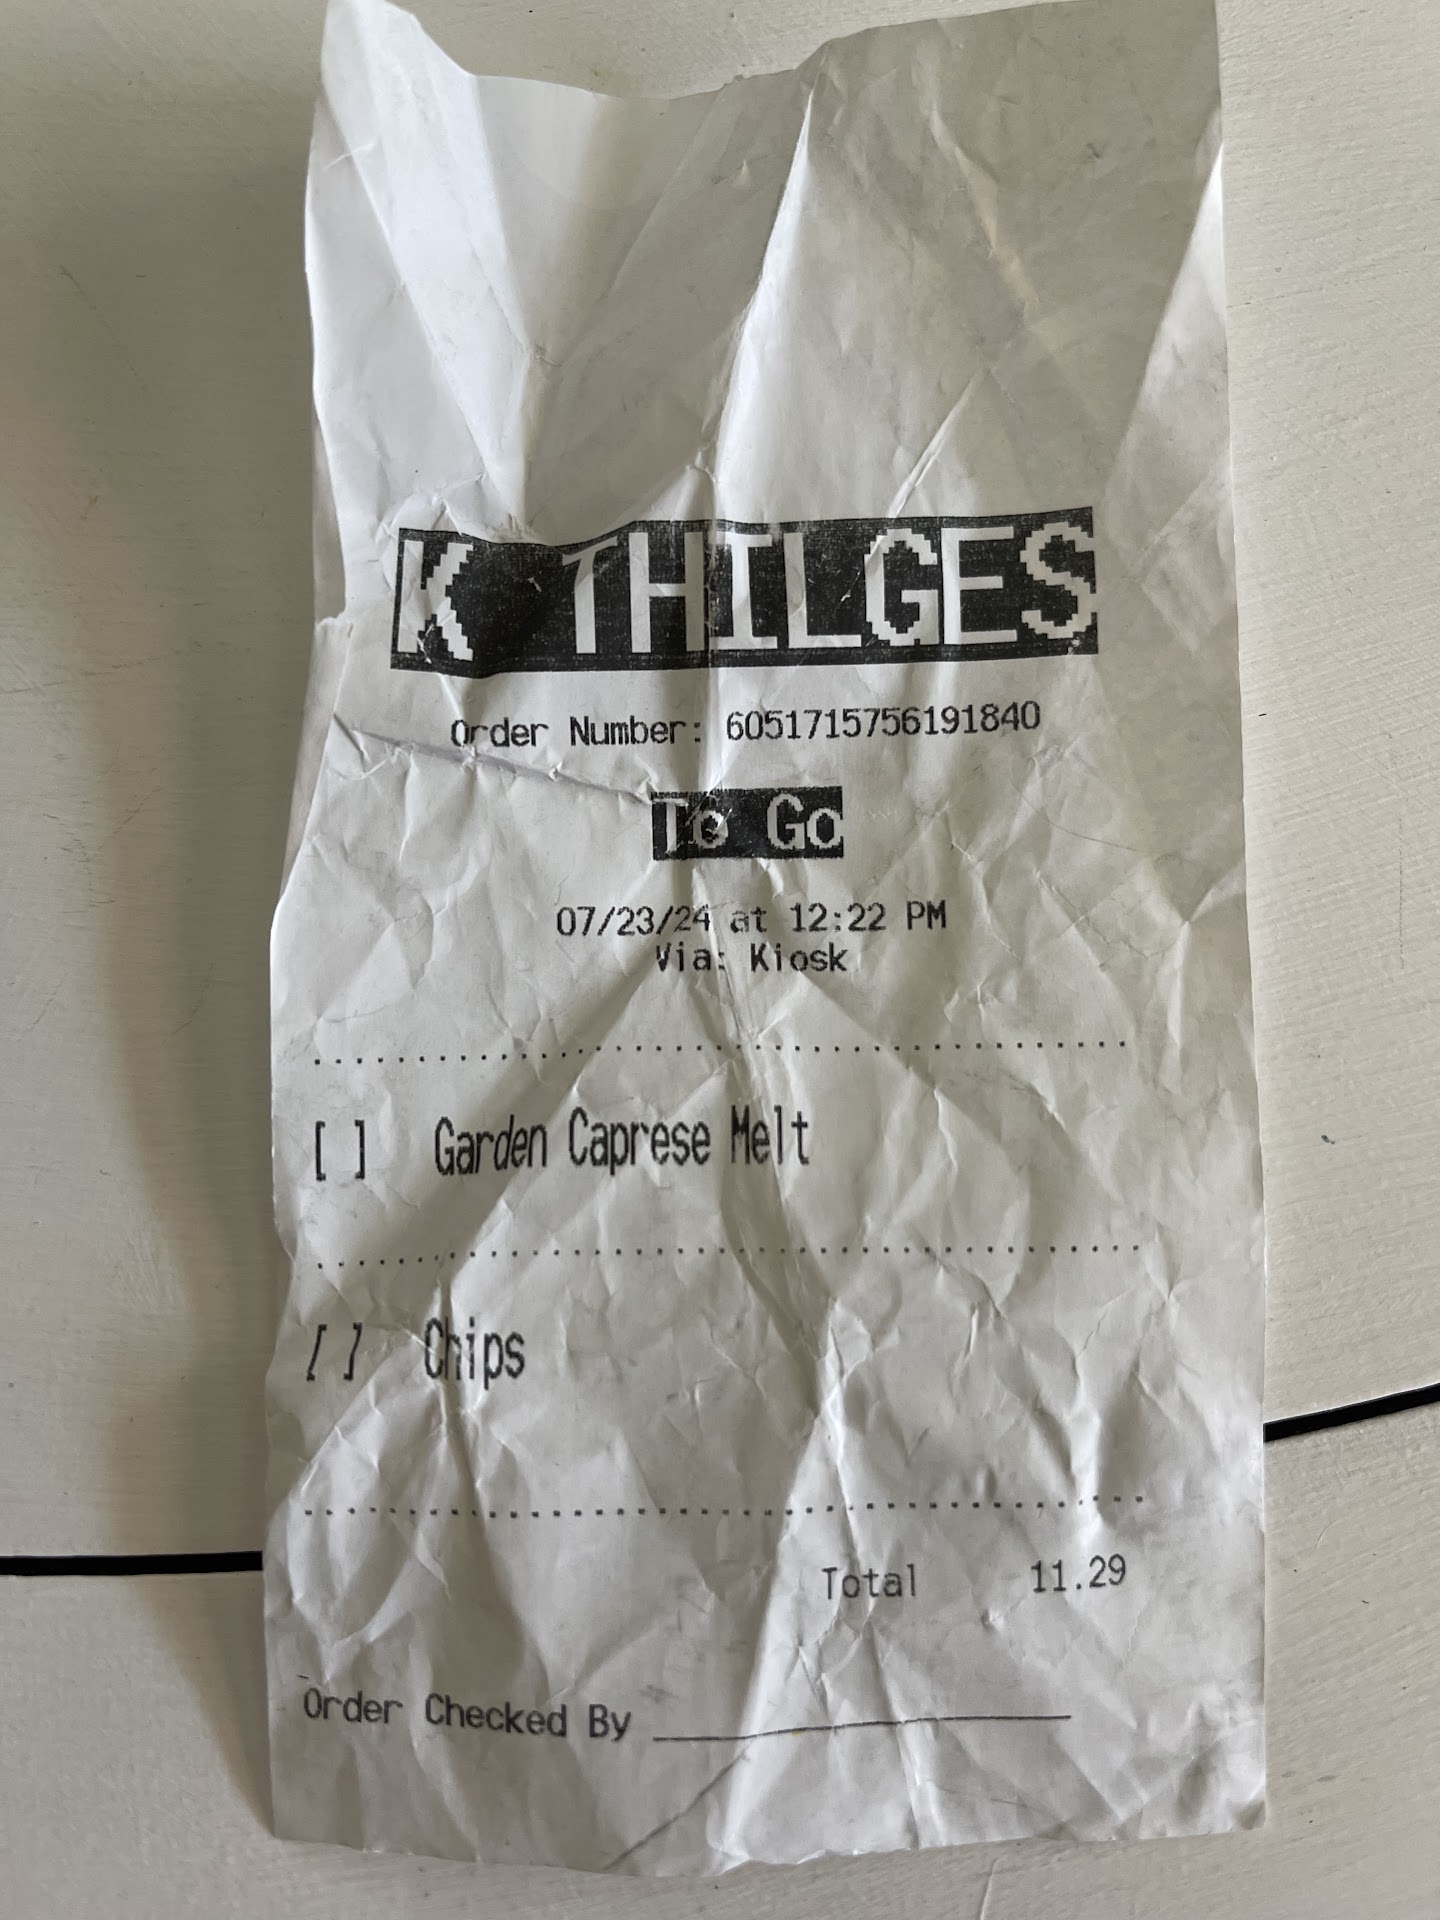 K THILGES
Order Number: 6051715756191840
To Go
07/23/24 at 12:22 PM
Via: Kiosk
[ ] Garden Caprese Melt
[ ] Chips
Total 11.29
Order Checked By